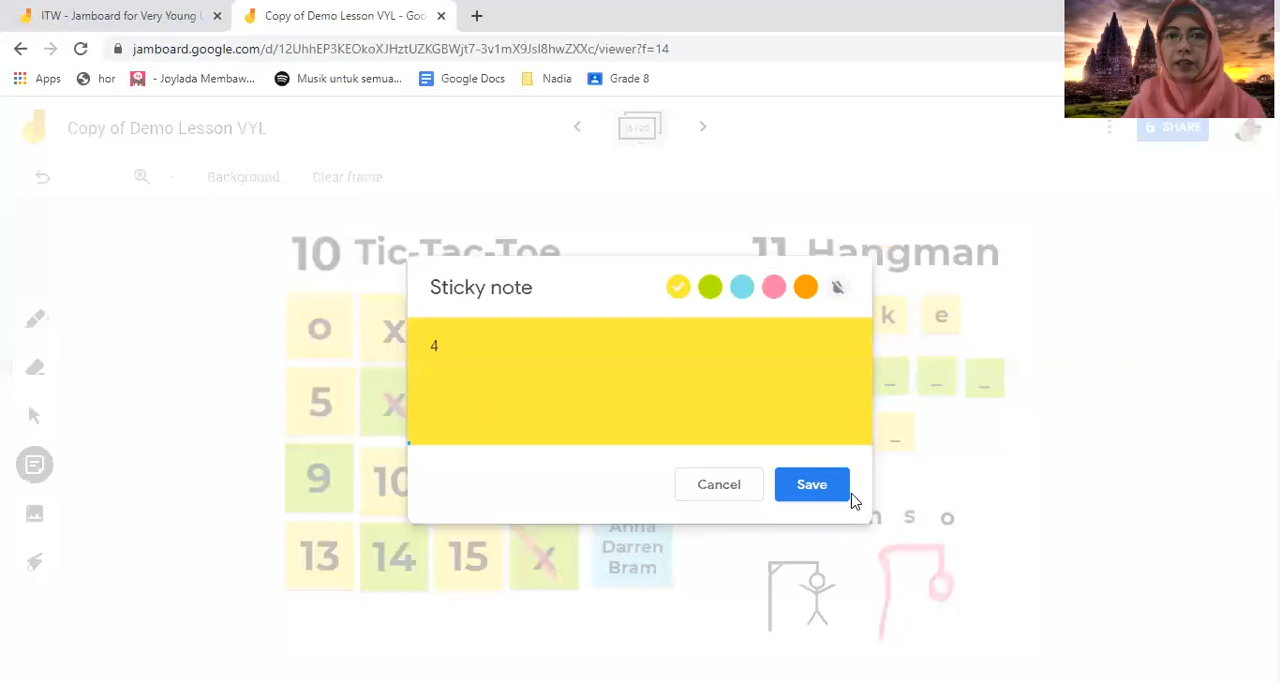 ITW - Jamboard for Very Young
Copy of Demo Lesson VYL - Goo
jamboard.google.com/d/12UhhEP3KEOkoXJHztUZKGBWjt7-3v1mX9JsI8hwZXXc/viewer?f=14
Apps
hor
- Joylada Membaw...
Musik untuk semua...
Google Docs
Nadia
Grade 8
Copy of Demo Lesson VYL
SHARE
Background
Clear frame
10 Tic-Tac-Toe
11 Hangman
Sticky note
4
Cancel
Save
o x
5 x
9 10
13 14 15 x
Anna
Darren
Bram
k e
_ _ _
_
n s o